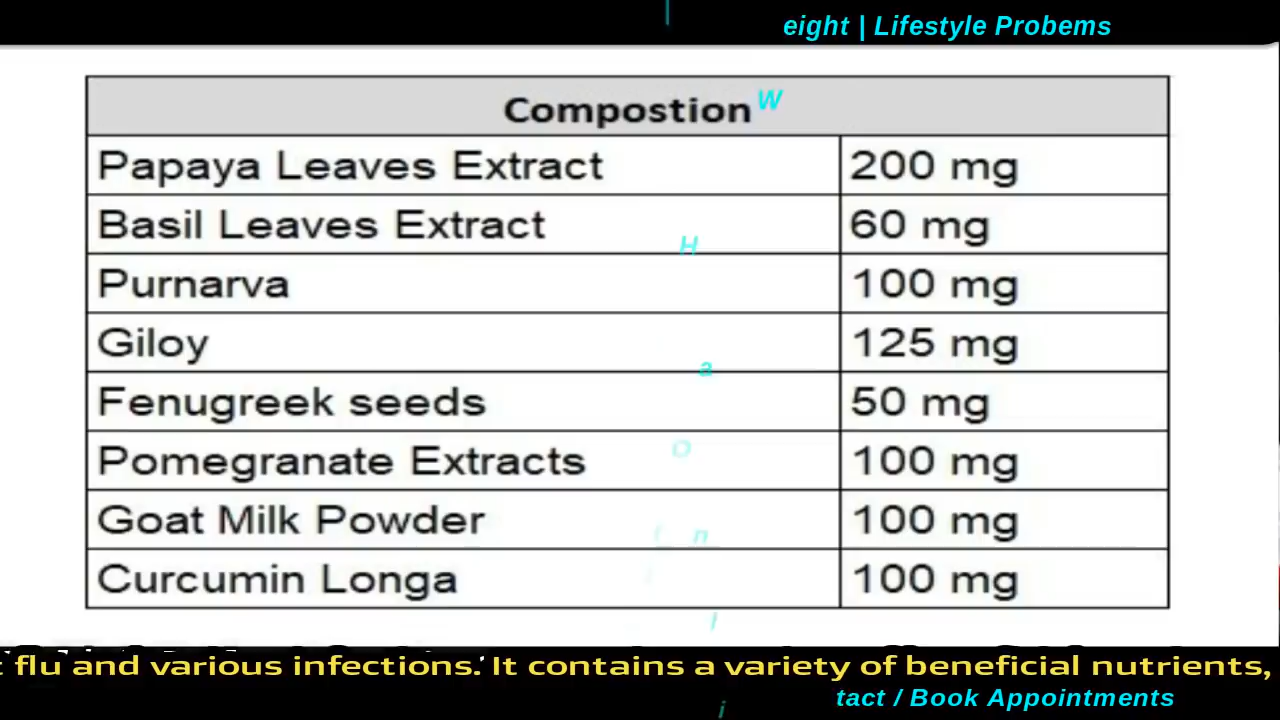 eight | Lifestyle Probems
Compostion
W
Papaya Leaves Extract 200 mg
Basil Leaves Extract 60 mg
H
Purnarva 100 mg
Giloy 125 mg
a
Fenugreek seeds 50 mg
O
Pomegranate Extracts 100 mg
Goat Milk Powder 100 mg
n
Curcumin Longa 100 mg
i
flu and various infections. It contains a variety of beneficial nutrients,
tact / Book Appointments
i